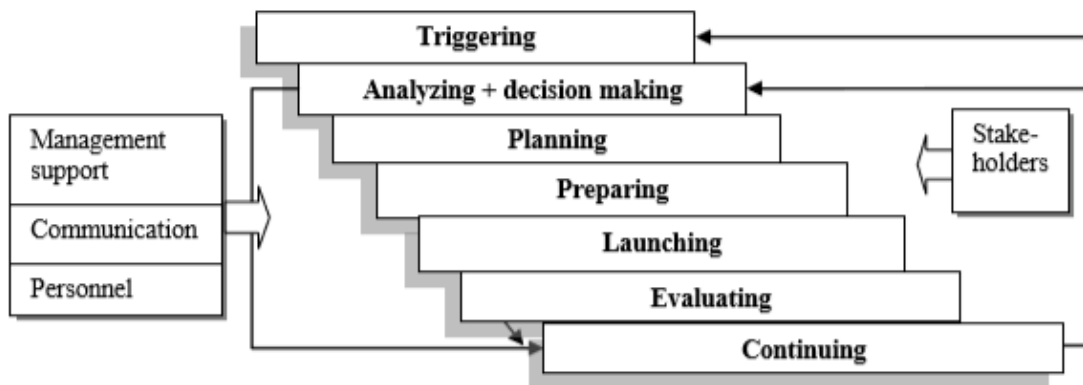 Triggering
Analyzing + decision making
Planning
Preparing
Launching
Evaluating
Continuing
Management
support
Communication
Personnel
Stake-
holders